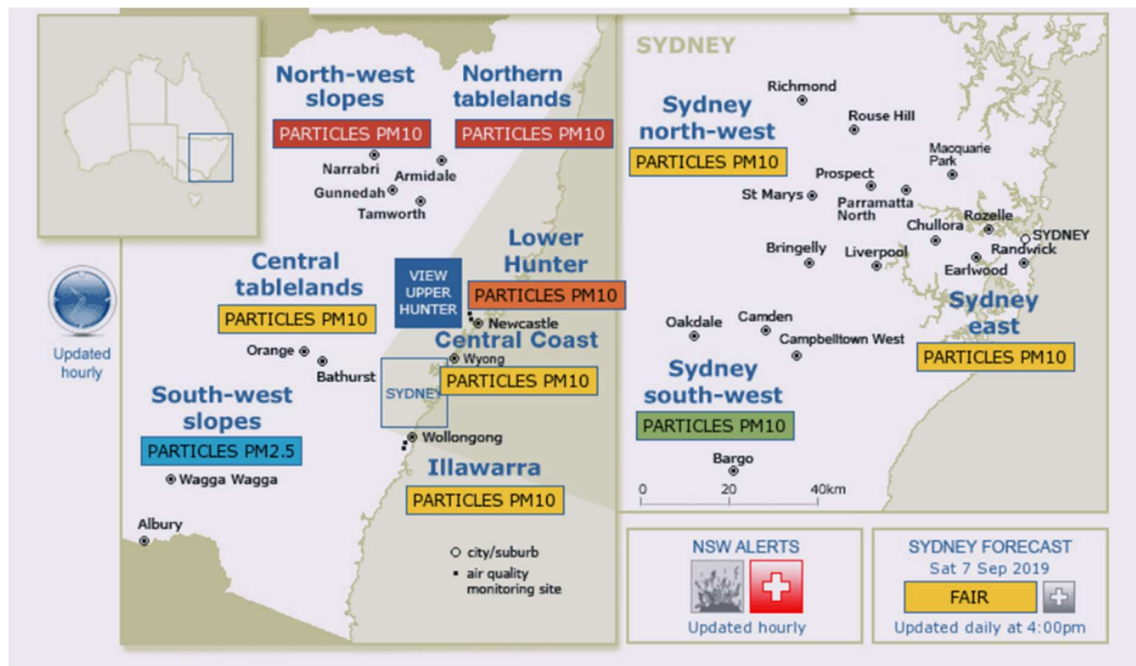 North-west
slopes
PARTICLES PM10
Northern
tablelands
PARTICLES PM10
Narrabri
Armidale
Gunnedah
Tamworth
Central
tablelands
PARTICLES PM10
VIEW
UPPER
HUNTER
Lower
Hunter
PARTICLES PM10
Newcastle
Central Coast
Wyong
PARTICLES PM10
Updated
hourly
Orange
Bathurst
SYDNEY
South-west
slopes
PARTICLES PM2.5
Wagga Wagga
Wollongong
Illawarra
PARTICLES PM10
Albury
city/suburb
air quality
monitoring site
SYDNEY
Richmond
Rouse Hill
Sydney
north-west
PARTICLES PM10
Macquarie
Park
Prospect
St Marys
Parramatta
North
Rozelle
Chullora
SYDNEY
Randwick
Bringelly
Liverpool
Earlwood
Sydney
east
PARTICLES PM10
Oakdale
Camden
Campbelltown West
Sydney
south-west
PARTICLES PM10
Bargo
0 20 40km
NSW ALERTS
Updated hourly
SYDNEY FORECAST
Sat 7 Sep 2019
FAIR
Updated daily at 4:00pm